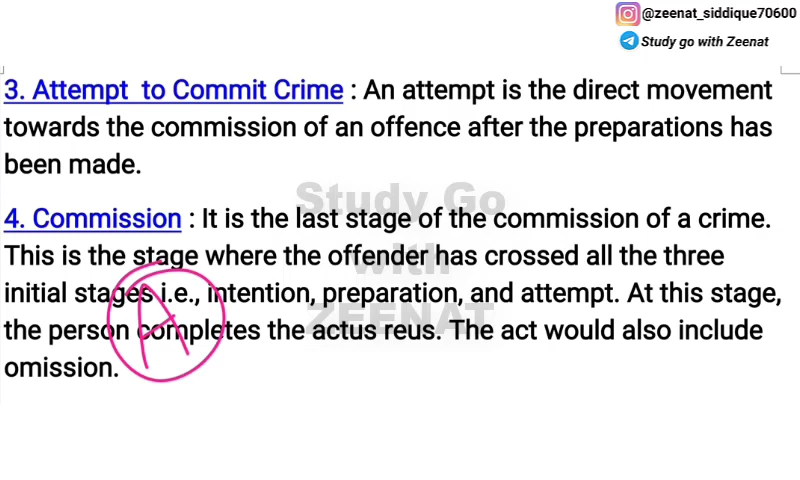 @zeenat_siddique70600
Study go with Zeenat
3. Attempt to Commit Crime : An attempt is the direct movement
towards the commission of an offence after the preparations has
been made.
4. Commission : It is the last stage of the commission of a crime.
This is the stage where the offender has crossed all the three
initial stages i.e., intention, preparation, and attempt. At this stage,
the person completes the actus reus. The act would also include
omission.
Study Go
with
ZEENAT
A